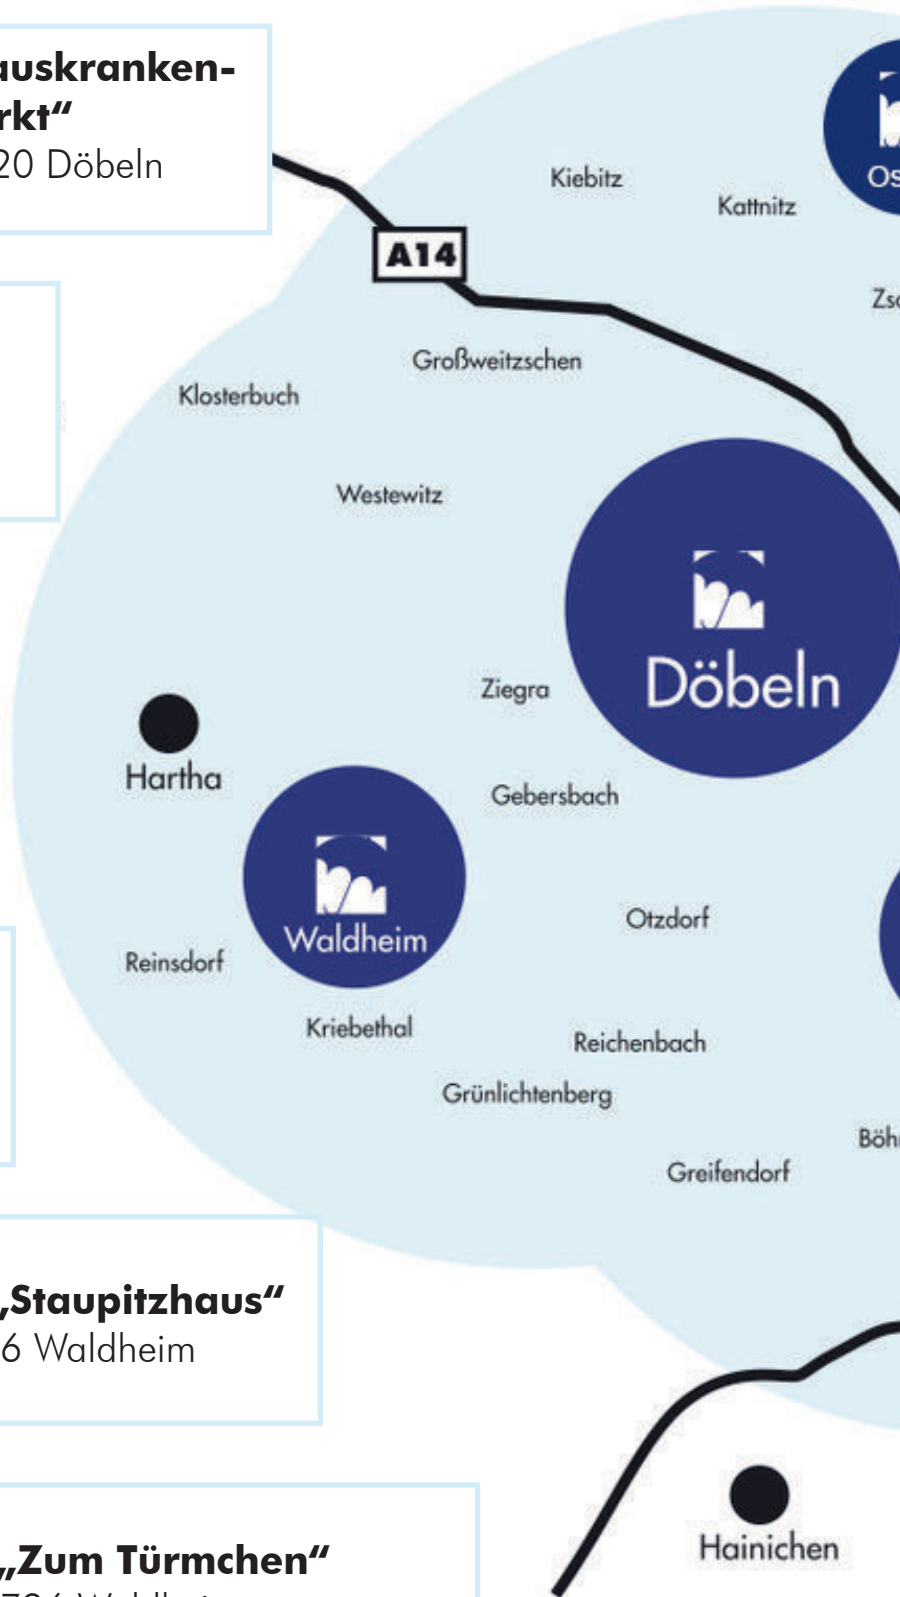 auskranken-
rkt“
20 Döbeln
Kiebitz
Kattnitz
Os
A14
Zsc
Großweitzschen
Klosterbuch
Westewitz
Döbeln
Ziegra
Hartha
Gebersbach
Waldheim
Otzdorf
Reinsdorf
Kriebethal
Reichenbach
Grünlichtenberg
Böh
Greifendorf
„Staupitzhaus“
6 Waldheim
Hainichen
„Zum Türmchen“